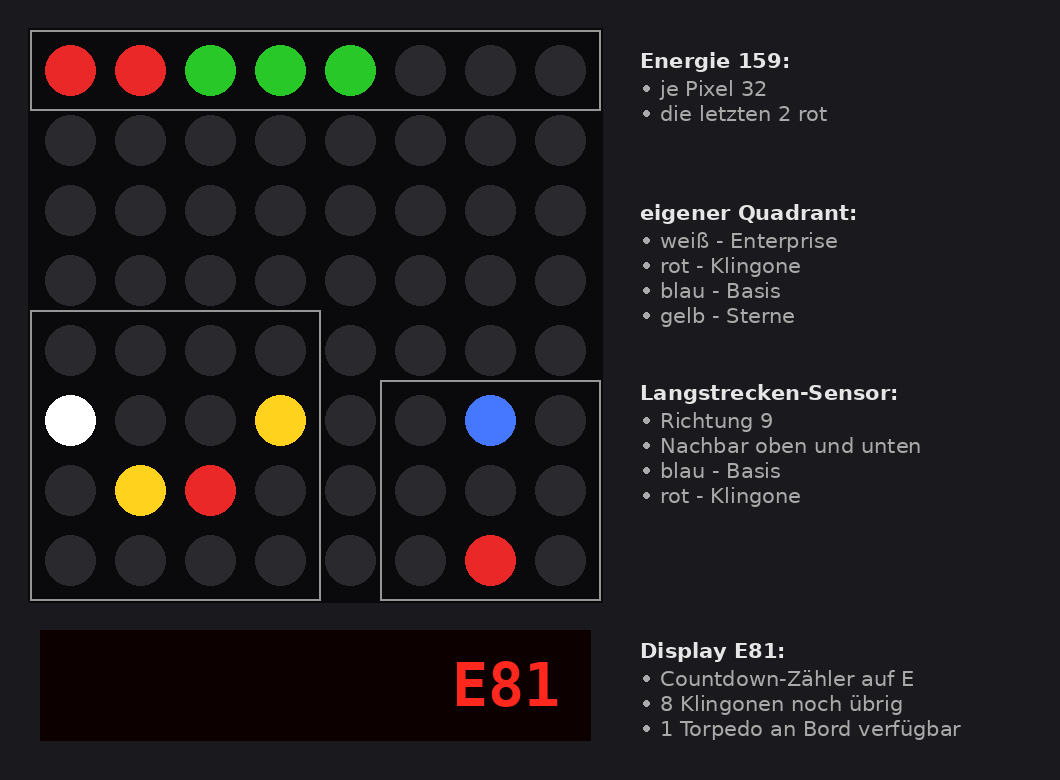 Energie 159:
• je Pixel 32
• die letzten 2 rot
eigener Quadrant:
• weiß - Enterprise
• rot - Klingone
• blau - Basis
• gelb - Sterne
Langstrecken-Sensor:
• Richtung 9
• Nachbar oben und unten
• blau - Basis
• rot - Klingone
E81
Display E81:
• Countdown-Zähler auf E
• 8 Klingonen noch übrig
• 1 Torpedo an Bord verfügbar